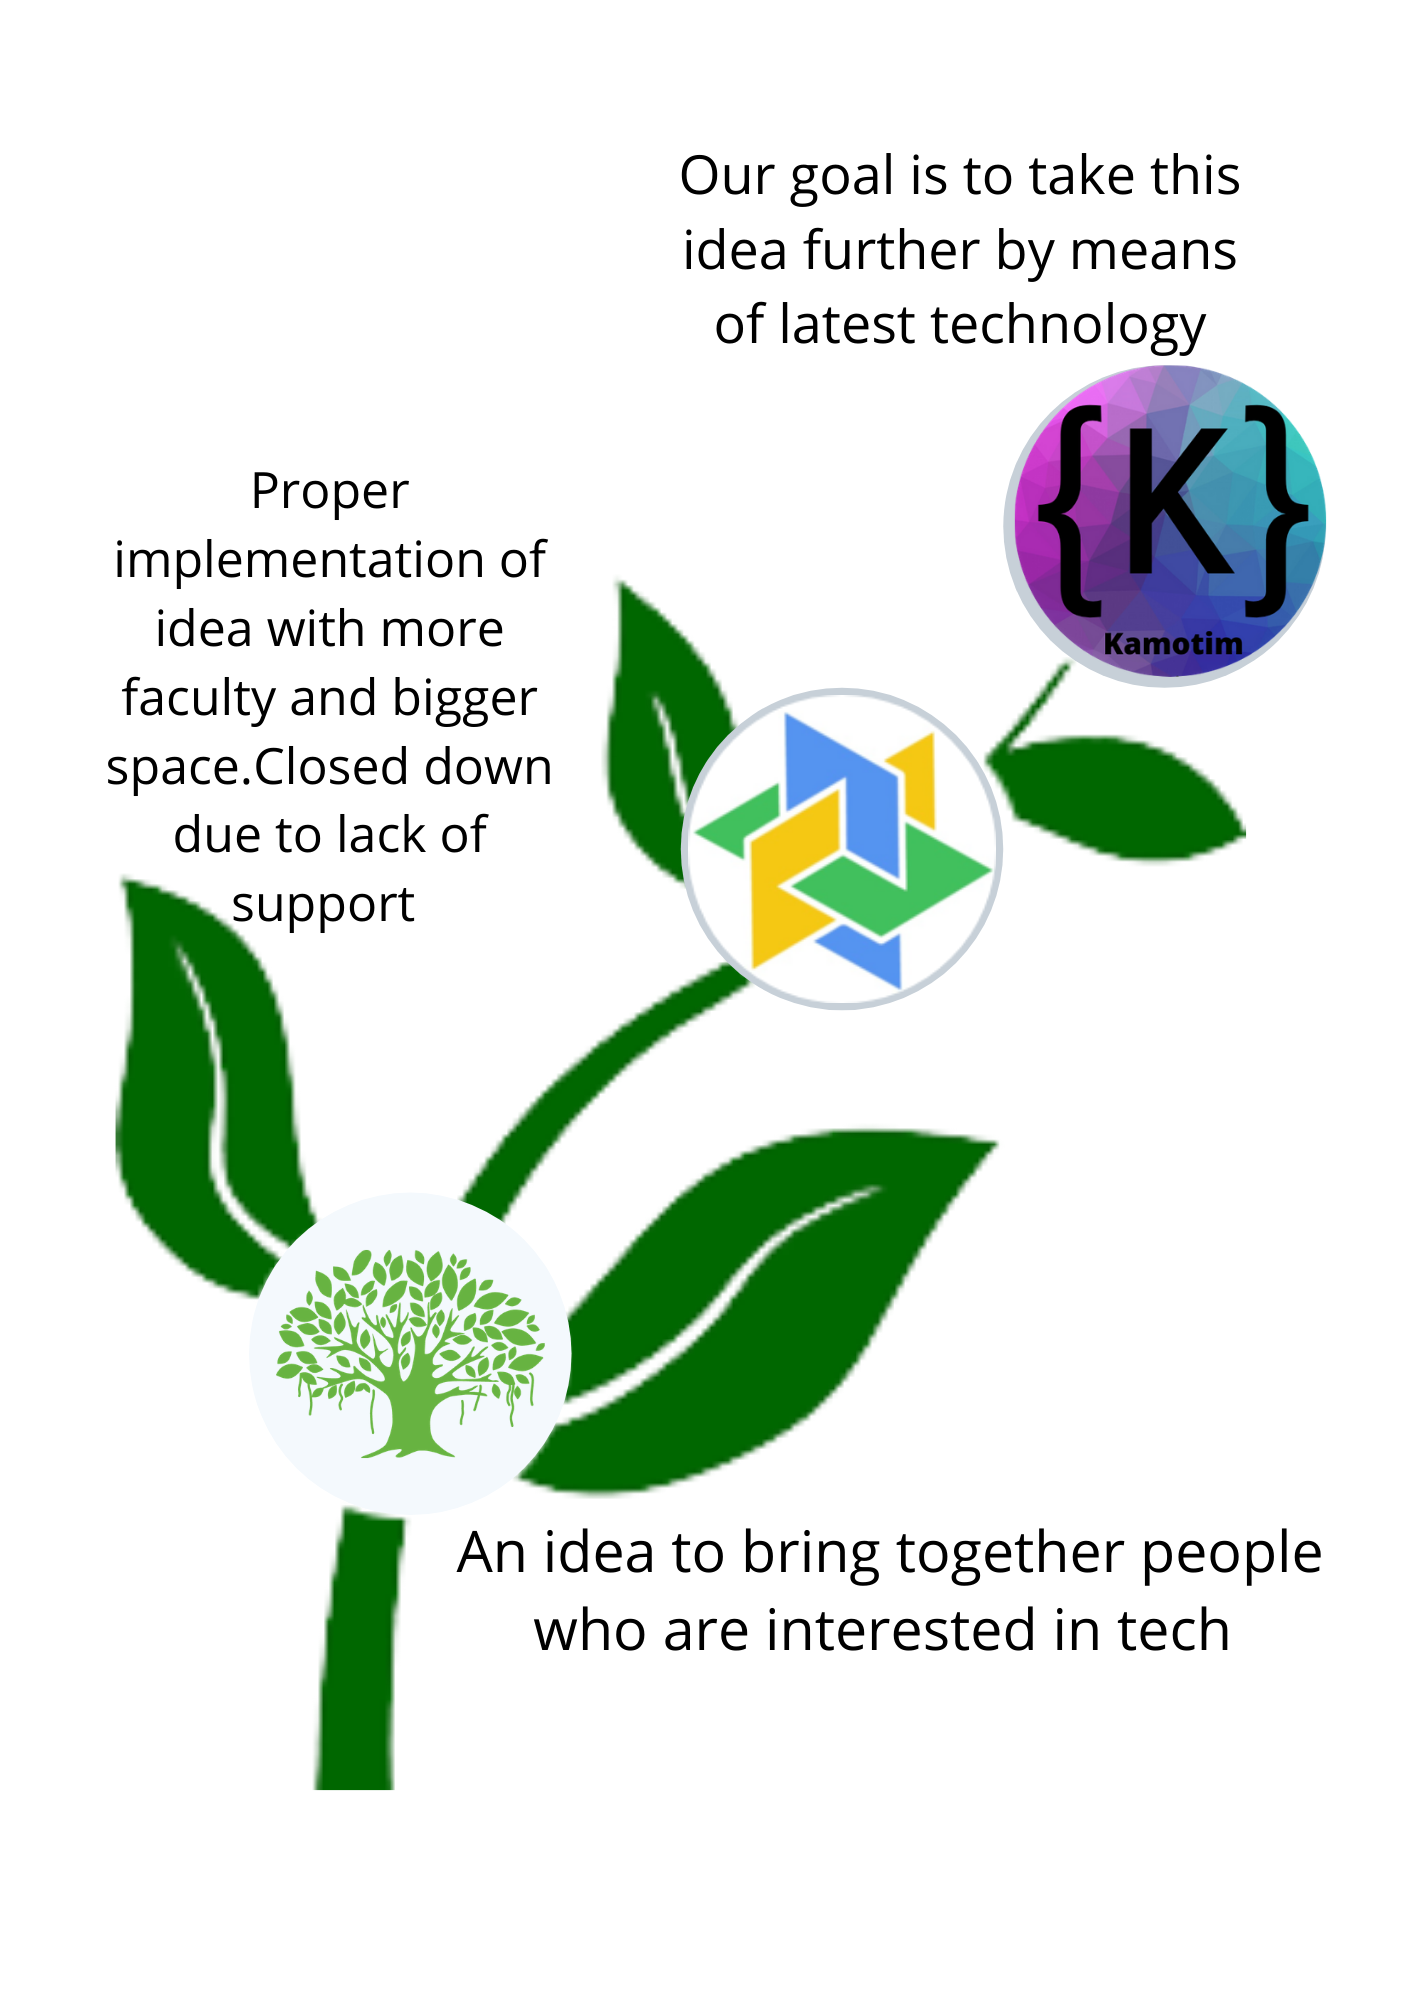 Our goal is to take this
idea further by means
of latest technology
{K}
Kamotim
Proper
implementation of
idea with more
faculty and bigger
space.Closed down
due to lack of
support
An idea to bring together people
who are interested in tech